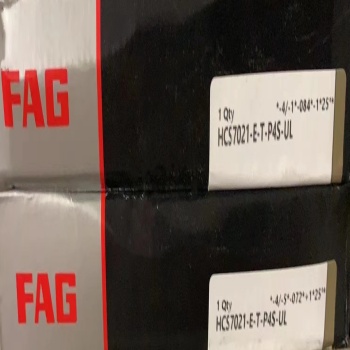 FAG
1 Qty *-4/-1*-084*-1*25**
HCS7021-E-T-P4S-UL
FAG
1 Qty *-4/-5*-072*+1*25**
HCS7021-E-T-P4S-UL